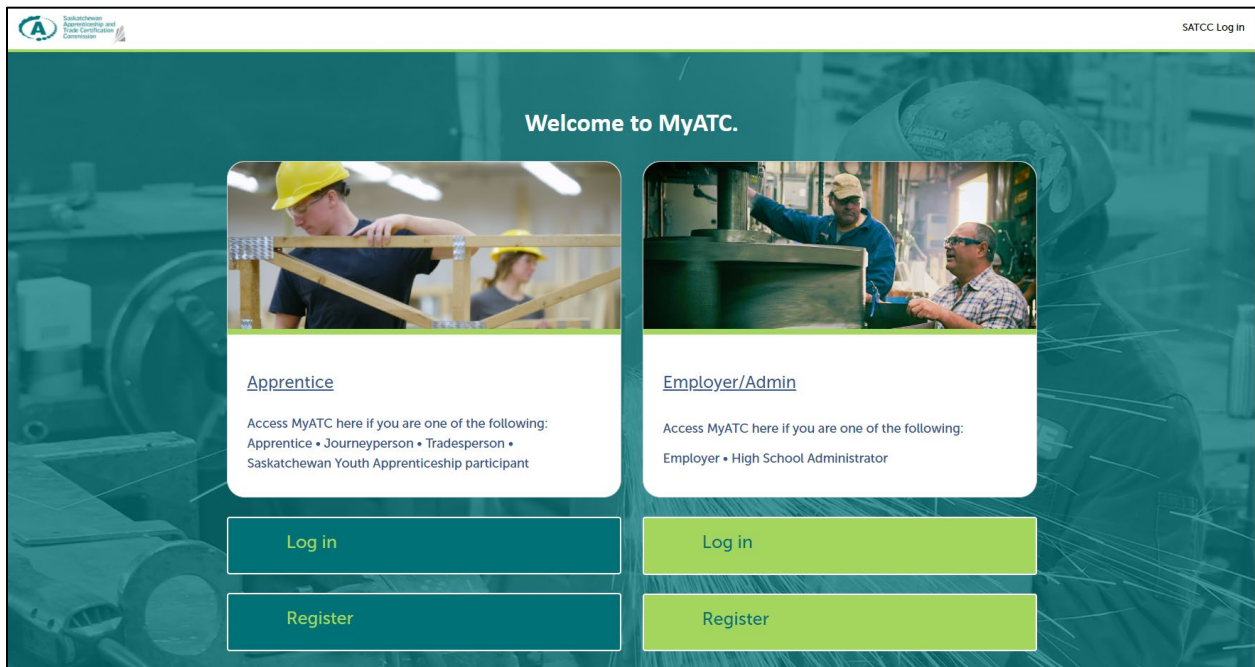 Saskatchewan
Apprenticeship and
Trade Certification
Commission
SATCC Log in
Welcome to MyATC.
Apprentice
Access MyATC here if you are one of the following:
Apprentice • Journeyperson • Tradesperson •
Saskatchewan Youth Apprenticeship participant
Employer/Admin
Access MyATC here if you are one of the following:
Employer • High School Administrator
Log in
Register
Log in
Register
LINCOLN